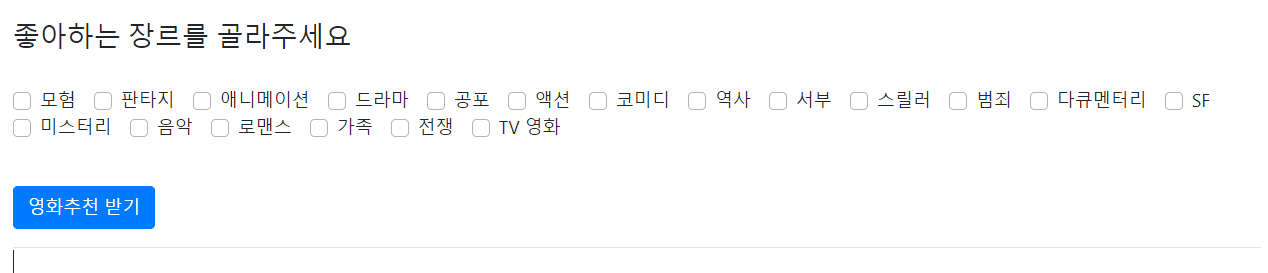 좋아하는 장르를 골라주세요
모험 판타지 애니메이션 드라마 공포 액션 코미디 역사 서부 스릴러 범죄 다큐멘터리 SF
미스터리 음악 로맨스 가족 전쟁 TV 영화
영화추천 받기